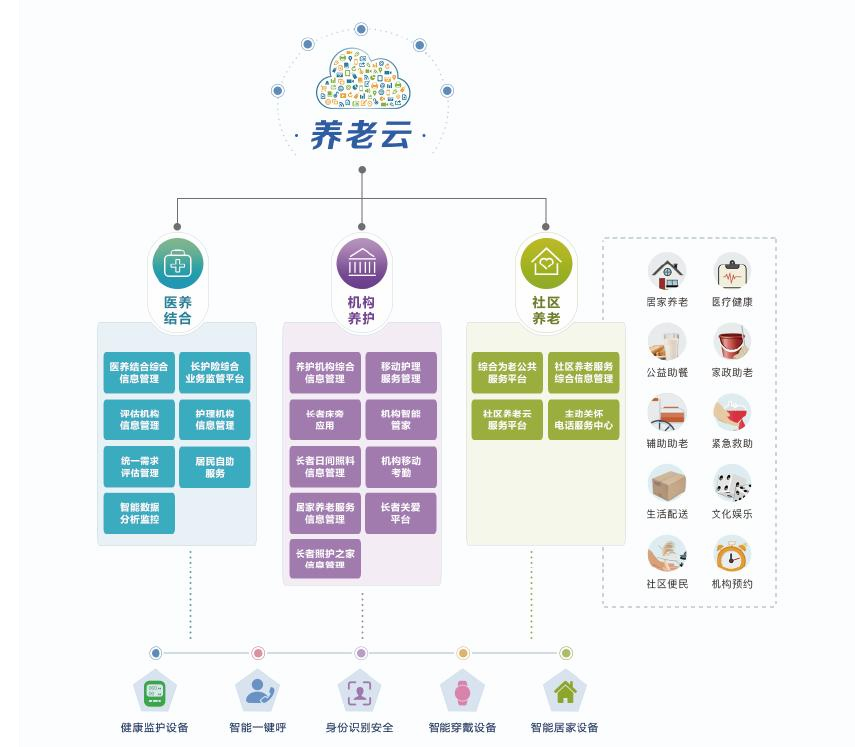 养老云
医养
结合
机构
养护
社区
养老
医养结合综合
信息管理
长护险综合
业务监管平台
评估机构
信息管理
护理机构
信息管理
统一需求
评估管理
居民自助
服务
智能数据
分析监控
养护机构综合
信息管理
移动护理
服务管理
长者床旁
应用
机构智能
管家
长者日间照料
信息管理
机构移动
考勤
居家养老服务
信息管理
长者关爱
平台
长者照护之家
信息管理
综合为老公共
服务平台
社区养老服务
综合信息管理
社区养老云
服务平台
主动关怀
电话服务中心
居家养老
医疗健康
公益助餐
家政助老
辅助助老
紧急救助
生活配送
文化娱乐
社区便民
机构预约
健康监护设备
智能一键呼
身份识别安全
智能穿戴设备
智能居家设备